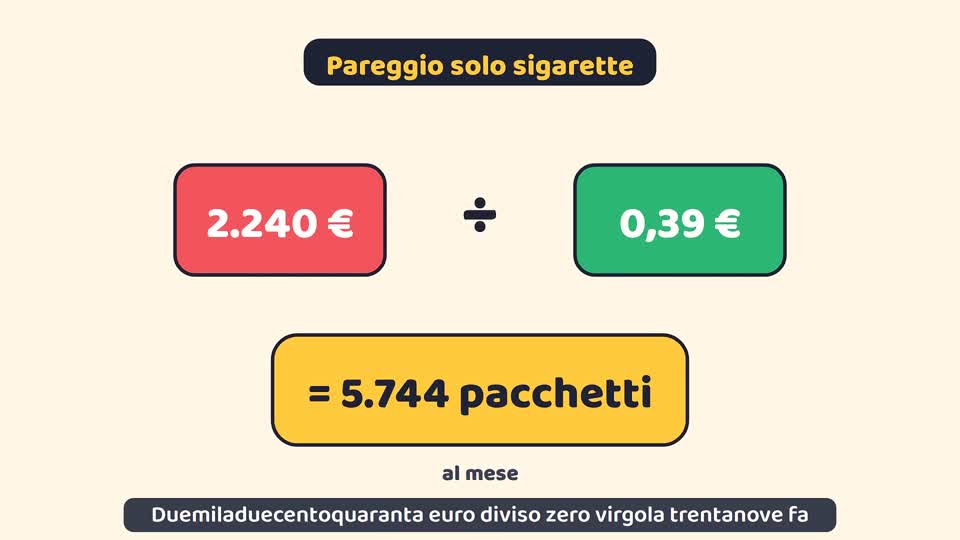 Pareggio solo sigarette
2.240 € ÷ 0,39 €
= 5.744 pacchetti
al mese
Duemiladuecentoquaranta euro diviso zero virgola trentanove fa